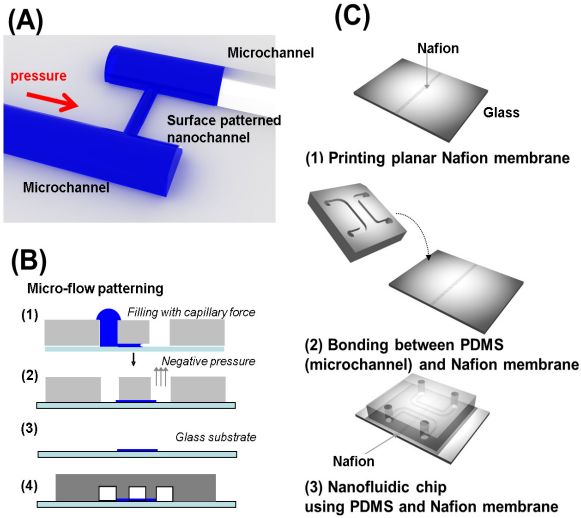 (A)
Microchannel
pressure
Surface patterned
nanochannel
Microchannel
(B)
Micro-flow patterning
(1)
Filling with capillary force
Negative pressure
(2)
(3)
Glass substrate
(4)
(C)
Nafion
Glass
(1) Printing planar Nafion membrane
(2) Bonding between PDMS
(microchannel) and Nafion membrane
Nafion
(3) Nanofluidic chip
using PDMS and Nafion membrane